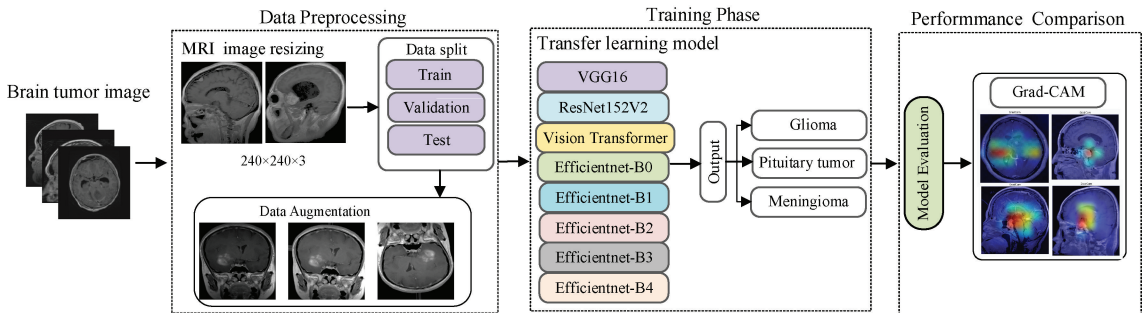 Brain tumor image
Data Preprocessing
MRI image resizing
240×240×3
Data split
Train
Validation
Test
Data Augmentation
Training Phase
Transfer learning model
VGG16
ResNet152V2
Vision Transformer
Efficientnet-B0
Efficientnet-B1
Efficientnet-B2
Efficientnet-B3
Efficientnet-B4
Output
Glioma
Pituitary tumor
Meningioma
Performmance Comparison
Model Evaluation
Grad-CAM